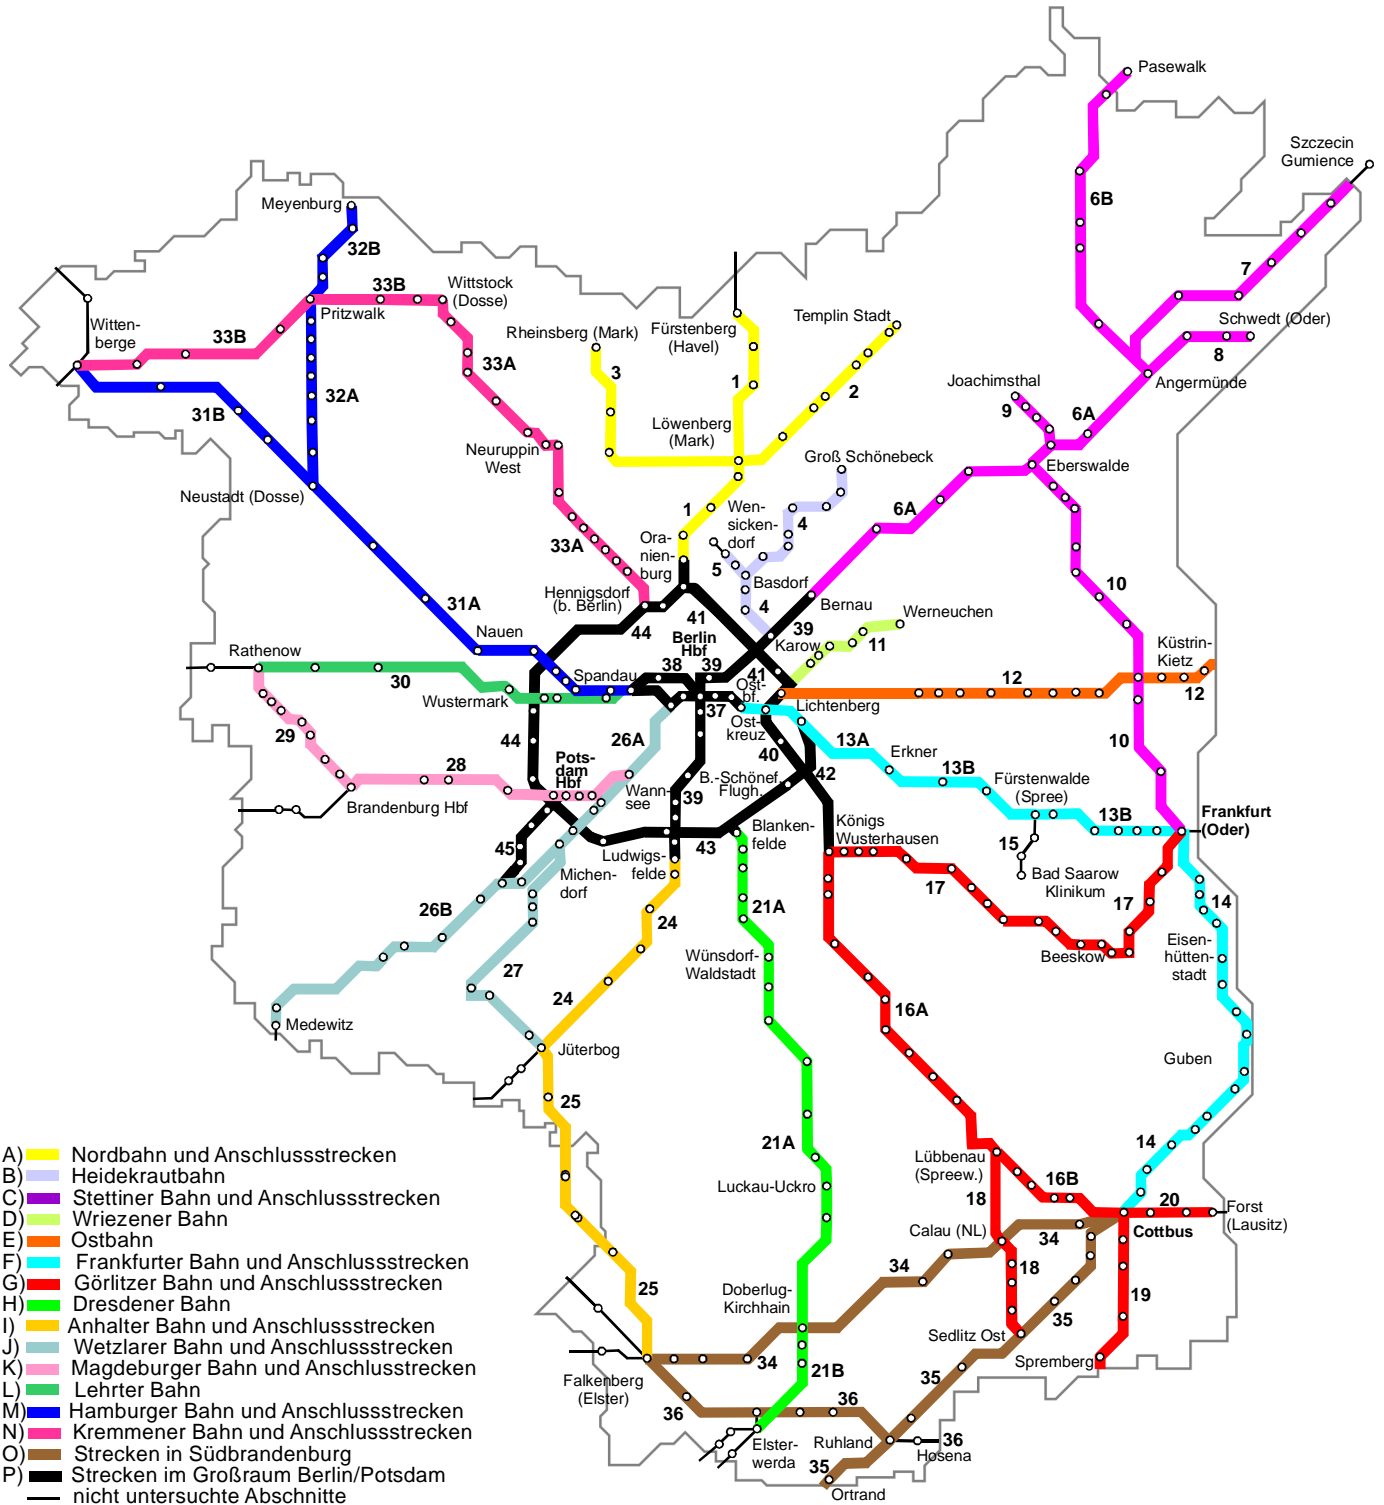 Pasewalk
Szczecin
Gumience
6B
Meyenburg
32B
7
33B
Wittstock
(Dosse)
Pritzwalk
Witten-
berge
33B
Rheinsberg (Mark)
Fürstenberg
(Havel)
Templin Stadt
Schwedt (Oder)
8
33A
3
1
2
Joachimsthal
Angermünde
9
6A
32A
31B
Löwenberg
(Mark)
Neuruppin
West
Groß Schönebeck
Eberswalde
Neustadt (Dosse)
1
Wen-
sicken-
dorf
4
6A
33A
Ora-
nien-
burg
5
Basdorf
10
Hennigsdorf
(b. Berlin)
31A
41
4
Bernau
Werneuchen
39
44
Nauen
Berlin
Hbf
Karow
11
Küstrin-
Kietz
Rathenow
38
39
41
30
Spandau
Ost-
bf.
12
12
Wustermark
37
Lichtenberg
Ost-
kreuz
29
44
26A
40
13A
10
Erkner
Pots-
dam
Hbf
28
B.-Schönef.
Flugh.
42
13B
Fürstenwalde
(Spree)
Wann-
see
39
Brandenburg Hbf
13B
Frankfurt
(Oder)
Königs
Wusterhausen
Blanken-
felde
43
15
45
Ludwigs-
felde
Bad Saarow
Klinikum
Michen-
dorf
17
17
14
26B
21A
24
Eisen-
hütten-
stadt
Beeskow
Wünsdorf-
Waldstadt
27
24
16A
Medewitz
Jüterbog
Guben
25
21A
14
A) Nordbahn und Anschlussstrecken
B) Heidekrautbahn
C) Stettiner Bahn und Anschlussstrecken
D) Wriezener Bahn
E) Ostbahn
F) Frankfurter Bahn und Anschlussstrecken
G) Görlitzer Bahn und Anschlussstrecken
H) Dresdener Bahn
I) Anhalter Bahn und Anschlussstrecken
J) Wetzlarer Bahn und Anschlussstrecken
K) Magdeburger Bahn und Anschlusstrecken
L) Lehrter Bahn
M) Hamburger Bahn und Anschlussstrecken
N) Kremmener Bahn und Anschlussstrecken
O) Strecken in Südbrandenburg
P) Strecken im Großraum Berlin/Potsdam
nicht untersuchte Abschnitte
Lübbenau
(Spreew.)
16B
Luckau-Uckro
18
20
Forst
(Lausitz)
Calau (NL)
34
Cottbus
34
18
25
Doberlug-
Kirchhain
35
19
Sedlitz Ost
34
Spremberg
21B
35
Falkenberg
(Elster)
36
36
Elster-
werda
Ruhland
36
Hosena
35
Ortrand